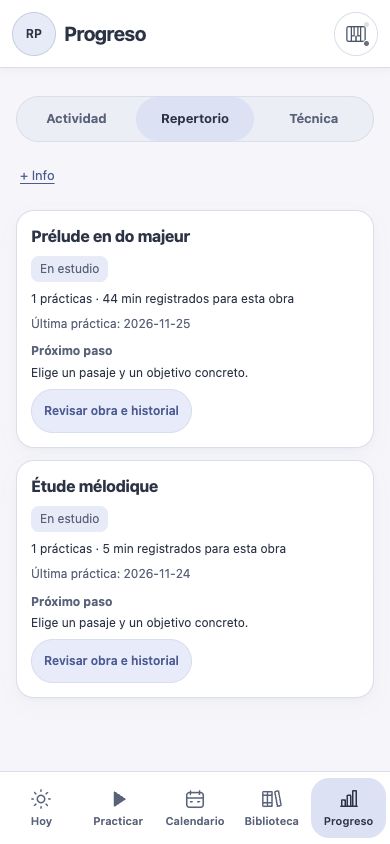 RP
Progreso
Actividad
Repertorio
Técnica
+ Info
Prélude en do majeur
En estudio
1 prácticas · 44 min registrados para esta obra
Última práctica: 2026-11-25
Próximo paso
Elige un pasaje y un objetivo concreto.
Revisar obra e historial
Étude mélodique
En estudio
1 prácticas · 5 min registrados para esta obra
Última práctica: 2026-11-24
Próximo paso
Elige un pasaje y un objetivo concreto.
Revisar obra e historial
Hoy
Practicar
Calendario
Biblioteca
Progreso